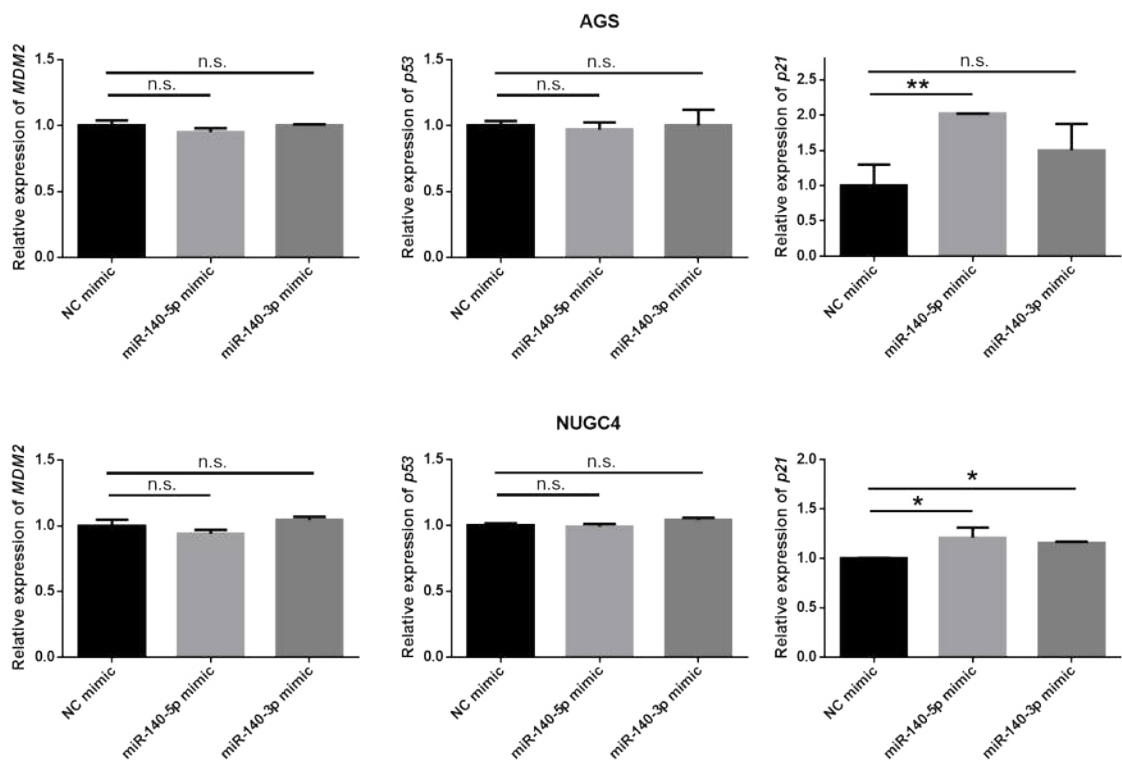 AGS
Relative expression of MDM2
1.5
1.0
0.5
0.0
n.s.
n.s.
NC mimic
miR-140-5p mimic
miR-140-3p mimic
Relative expression of p53
1.5
1.0
0.5
0.0
n.s.
n.s.
NC mimic
miR-140-5p mimic
miR-140-3p mimic
Relative expression of p21
2.5
2.0
1.5
1.0
0.5
0.0
n.s.
**
NC mimic
miR-140-5p mimic
miR-140-3p mimic
NUGC4
Relative expression of MDM2
1.5
1.0
0.5
0.0
n.s.
n.s.
NC mimic
miR-140-5p mimic
miR-140-3p mimic
Relative expression of p53
1.5
1.0
0.5
0.0
n.s.
n.s.
NC mimic
miR-140-5p mimic
miR-140-3p mimic
Relative expression of p21
2.0
1.5
1.0
0.5
0.0
*
*
NC mimic
miR-140-5p mimic
miR-140-3p mimic